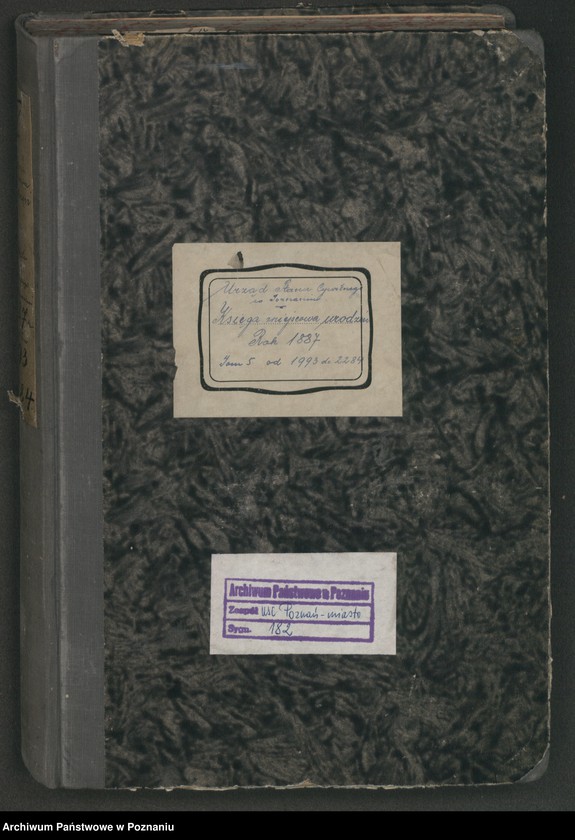 Urząd Stanu Cywilnego
w Poznaniu
Księga miejscowa urodzin
Rok 1887
Tom 5 od 1993 do 2284
Archiwum Państwowe w Poznaniu
Zespół USC Poznań-miasto
Sygn. 182
Archiwum Państwowe w Poznaniu